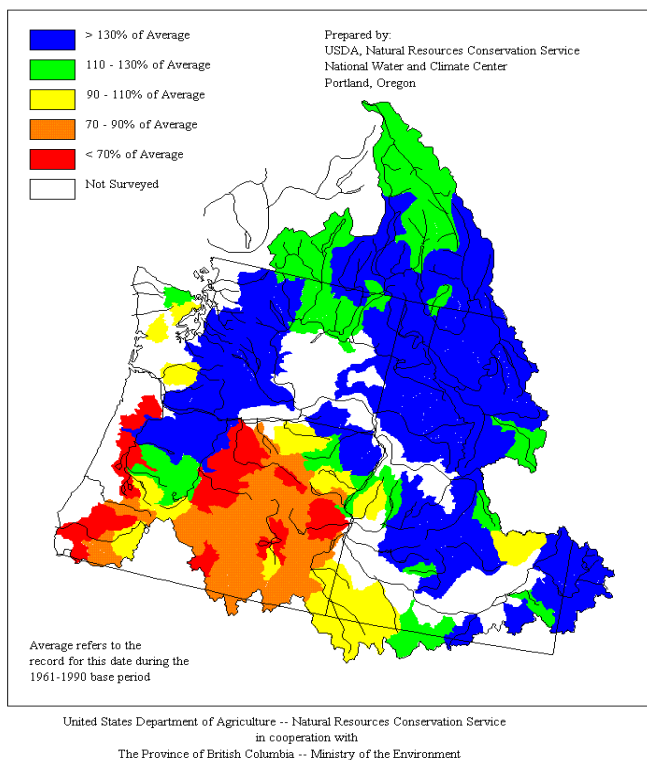 > 130% of Average
110 - 130% of Average
90 - 110% of Average
70 - 90% of Average
< 70% of Average
Not Surveyed
Prepared by:
USDA, Natural Resources Conservation Service
National Water and Climate Center
Portland, Oregon
Average refers to the
record for this date during the
1961-1990 base period
United States Department of Agriculture -- Natural Resources Conservation Service
in cooperation with
The Province of British Columbia -- Ministry of the Environment